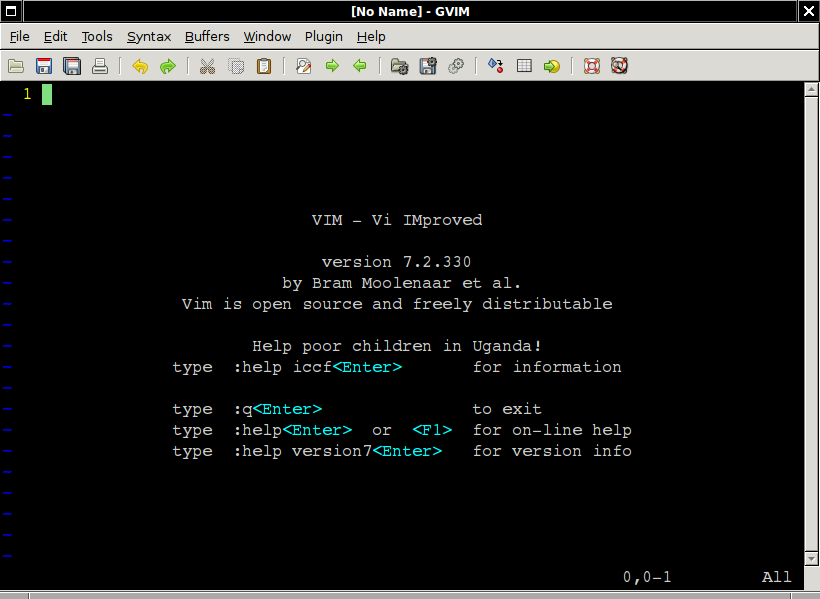 [No Name] - GVIM
File Edit Tools Syntax Buffers Window Plugin Help
1
~
~
~
~
~
~ VIM - Vi IMproved
~
~ version 7.2.330
~ by Bram Moolenaar et al.
~ Vim is open source and freely distributable
~
~ Help poor children in Uganda!
~ type :help iccf<Enter> for information
~
~ type :q<Enter> to exit
~ type :help<Enter> or <F1> for on-line help
~ type :help version7<Enter> for version info
~
~
~
~
~
0,0-1 All